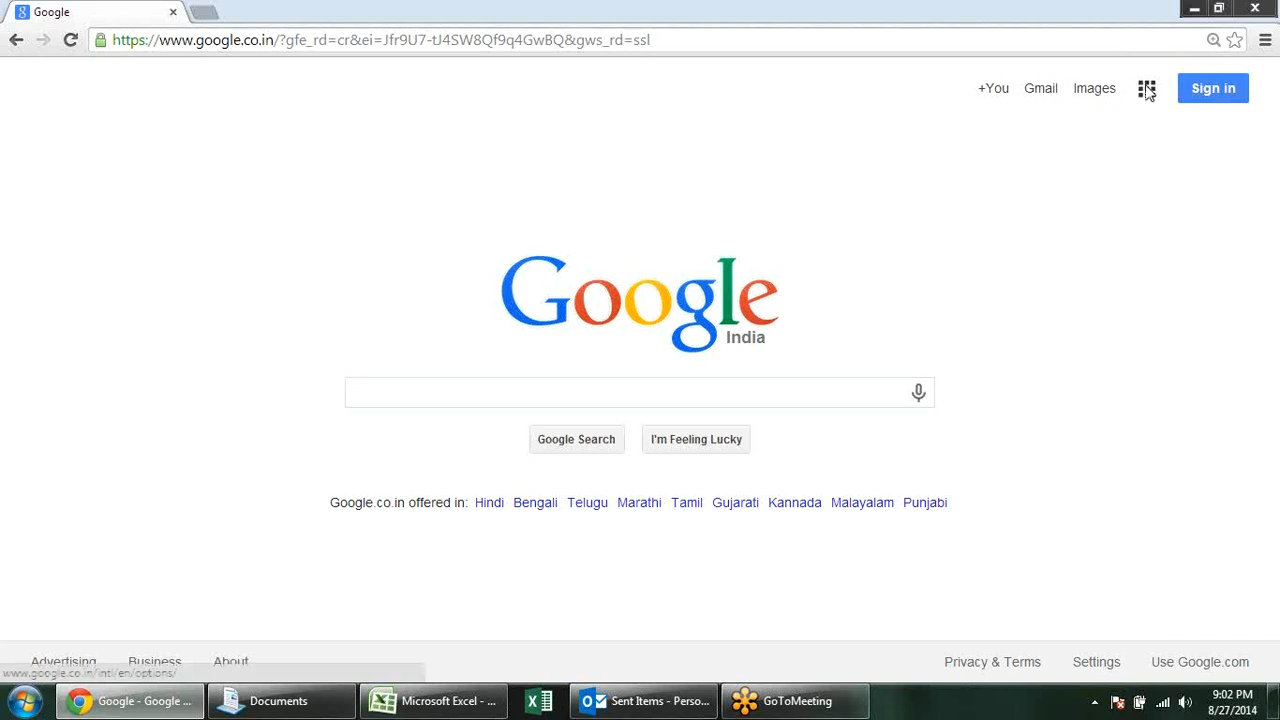 Google
https://www.google.co.in/?gfe_rd=cr&ei=Jfr9U7-tJ4SW8Qf9q4GwBQ&gws_rd=ssl
+You Gmail Images Sign in
Google
India
Google Search I'm Feeling Lucky
Google.co.in offered in: Hindi Bengali Telugu Marathi Tamil Gujarati Kannada Malayalam Punjabi
Advertising Business About Privacy & Terms Settings Use Google.com
www.google.co.in/intl/en/options/
Google - Google ... Documents Microsoft Excel - ... Sent Items - Perso... GoToMeeting
9:02 PM
8/27/2014